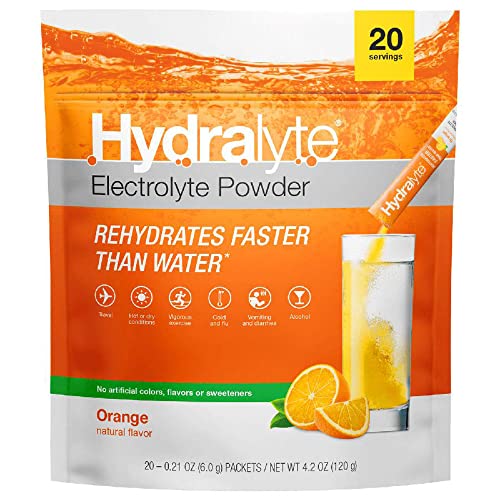 20
servings
Hydralyte®
Electrolyte Powder
REHYDRATES FASTER
THAN WATER*
Travel
Hot or dry
conditions
Vigorous
exercise
Cold
and flu
Vomiting
and diarrhea
Alcohol
No artificial colors, flavors or sweeteners
Orange
natural flavor
20 – 0.21 OZ (6.0 g) PACKETS / NET WT 4.2 OZ (120 g)
Hydralyte